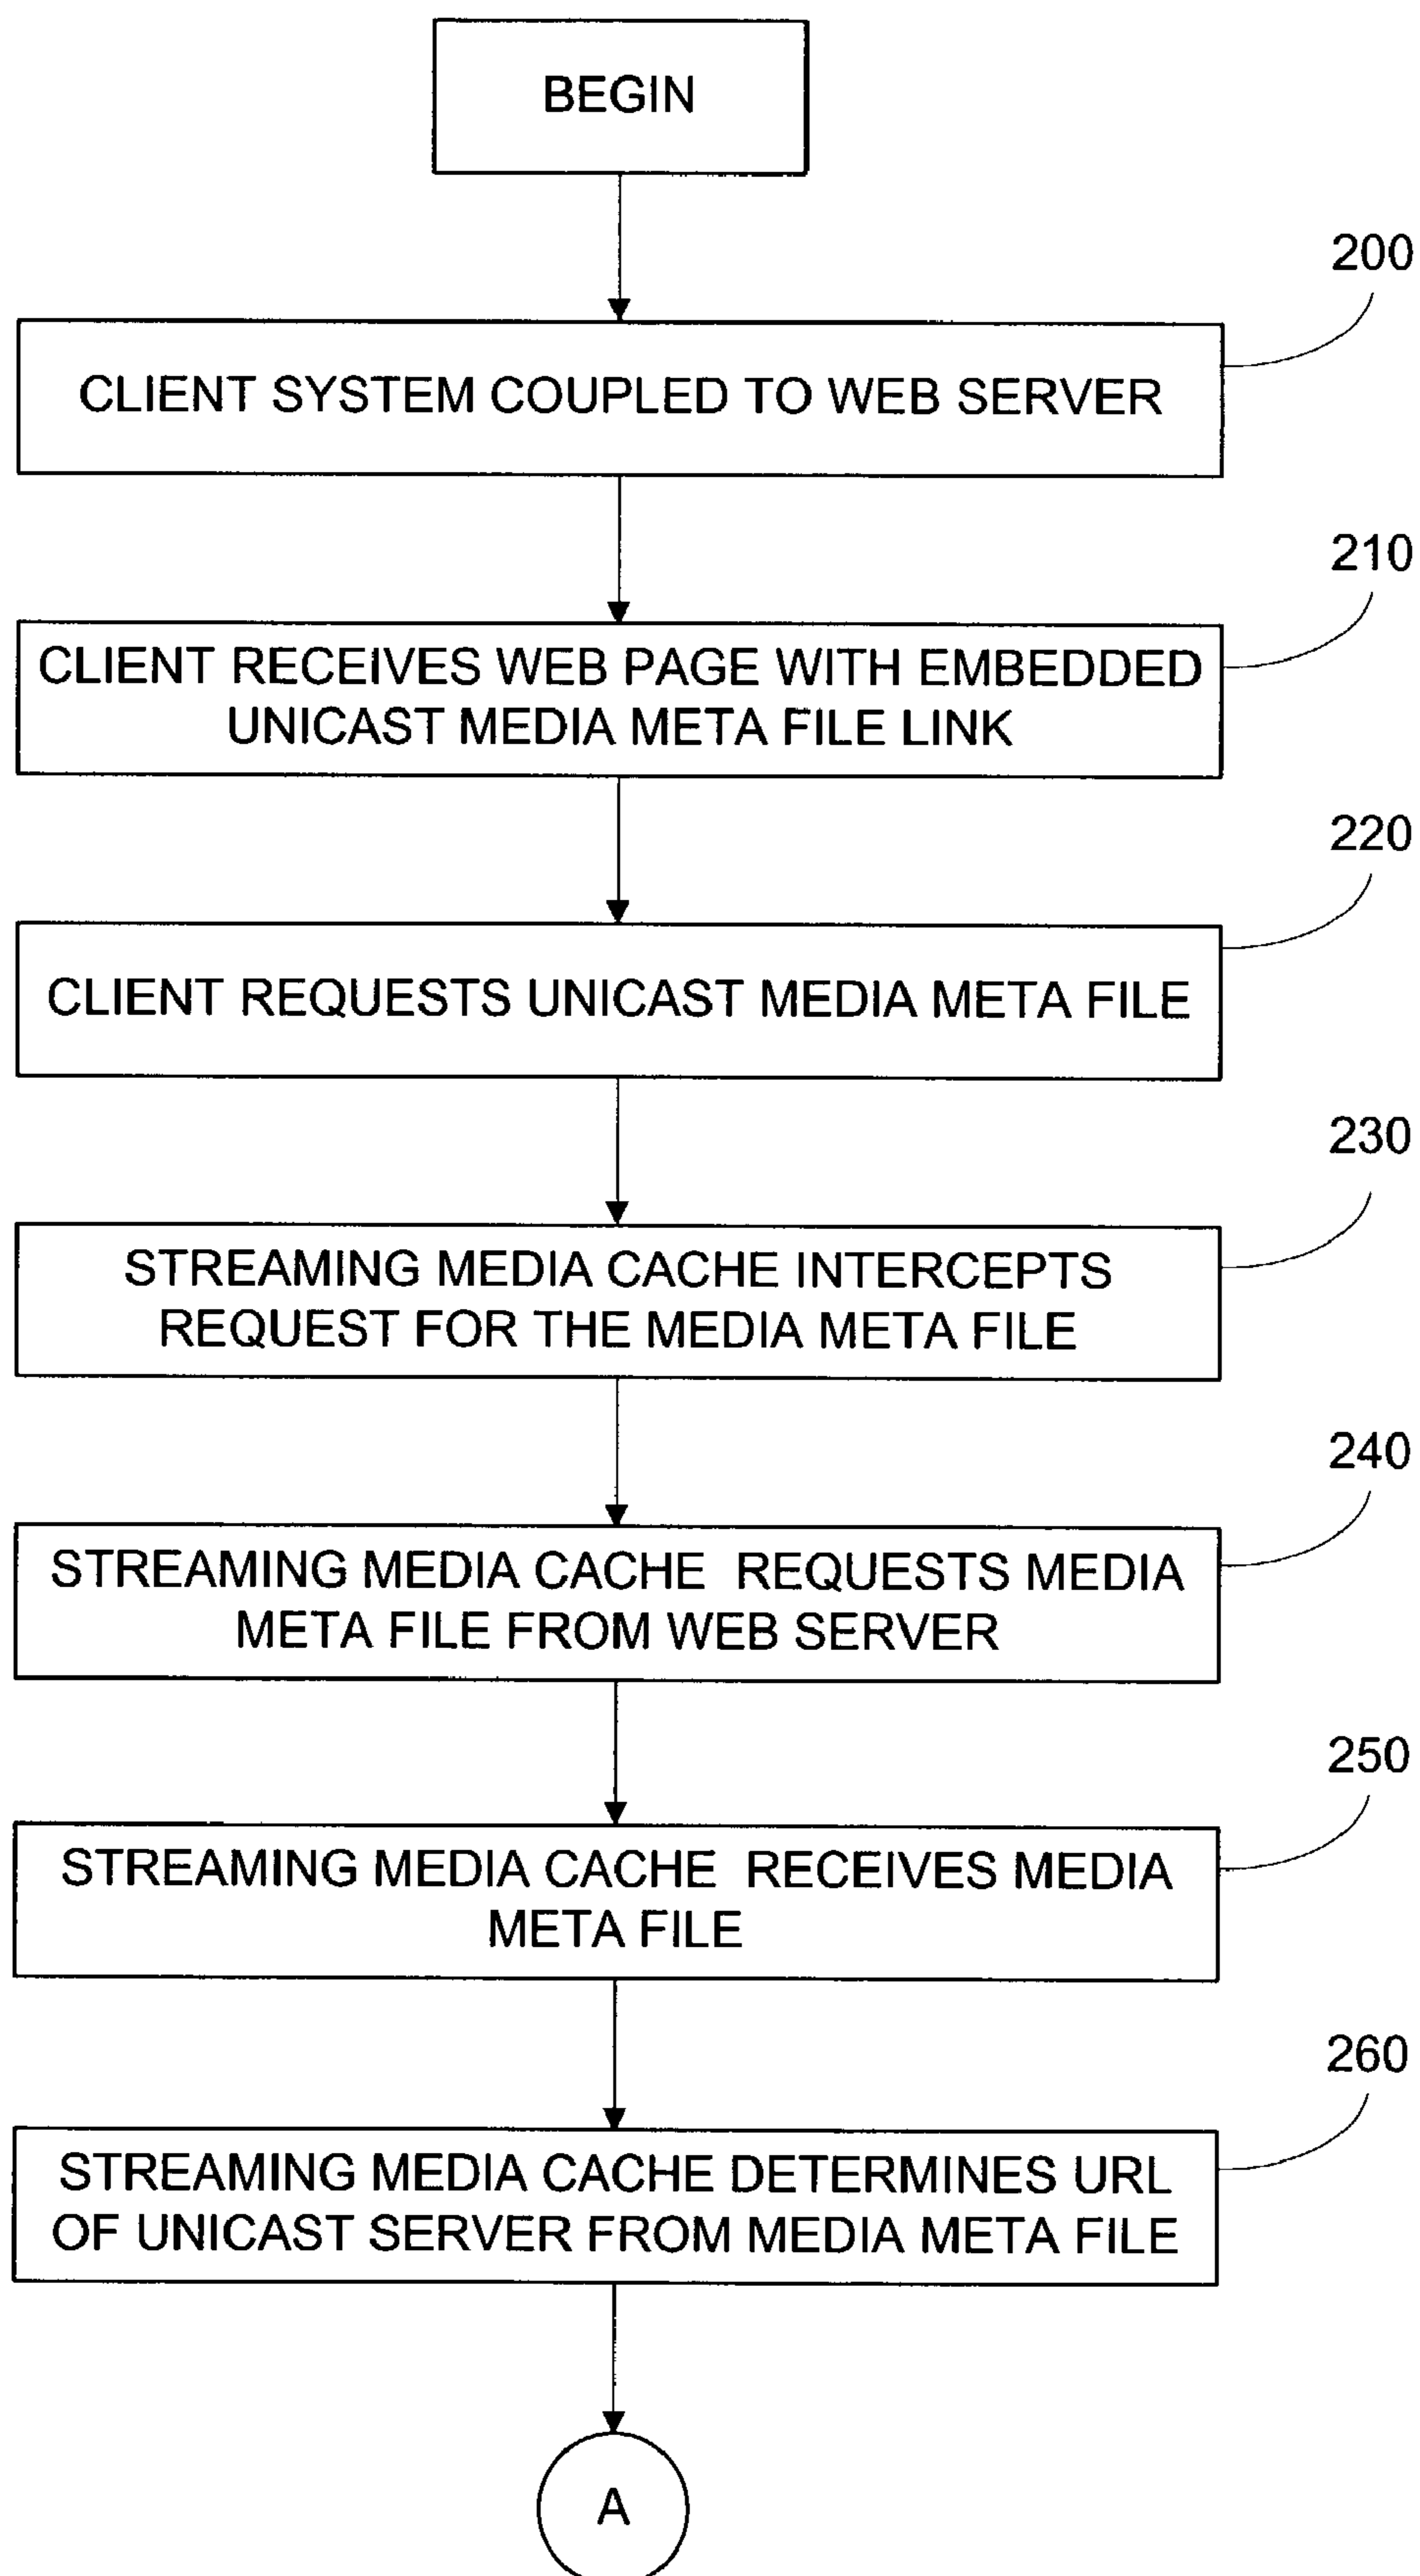 BEGIN
200
CLIENT SYSTEM COUPLED TO WEB SERVER
210
CLIENT RECEIVES WEB PAGE WITH EMBEDDED
UNICAST MEDIA META FILE LINK
220
CLIENT REQUESTS UNICAST MEDIA META FILE
230
STREAMING MEDIA CACHE INTERCEPTS
REQUEST FOR THE MEDIA META FILE
240
STREAMING MEDIA CACHE REQUESTS MEDIA
META FILE FROM WEB SERVER
250
STREAMING MEDIA CACHE RECEIVES MEDIA
META FILE
260
STREAMING MEDIA CACHE DETERMINES URL
OF UNICAST SERVER FROM MEDIA META FILE
A